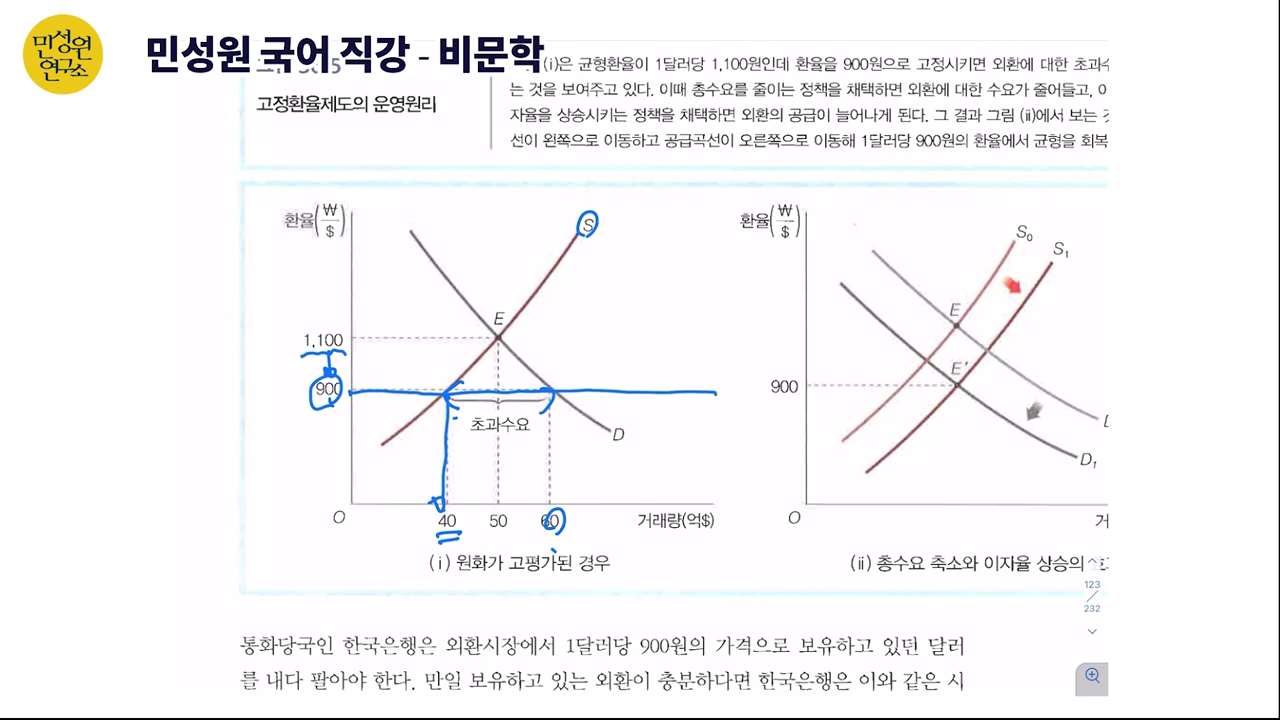 민성원
연구소
민성원 국어 직강 - 비문학
(i)은 균형환율이 1달러당 1,100원인데 환율을 900원으로 고정시키면 외환에 대한 초과수
고정환율제도의 운영원리
는 것을 보여주고 있다. 이때 총수요를 줄이는 정책을 채택하면 외환에 대한 수요가 줄어들고, 이
자율을 상승시키는 정책을 채택하면 외환의 공급이 늘어나게 된다. 그 결과 그림 (ii)에서 보는
선이 왼쪽으로 이동하고 공급곡선이 오른쪽으로 이동해 1달러당 900원의 환율에서 균형을 회복
환율(₩/$)
S
E
1,100
900
초과수요
D
O
40
50
60
거래량(억$)
(i) 원화가 고평가된 경우
환율(₩/$)
S0
S1
E
E′
900
D1
O
거
(ii) 총수요 축소와 이자율 상승의
123
232
통화당국인 한국은행은 외환시장에서 1달러당 900원의 가격으로 보유하고 있던 달러
를 내다 팔아야 한다. 만일 보유하고 있는 외환이 충분하다면 한국은행은 이와 같은 시